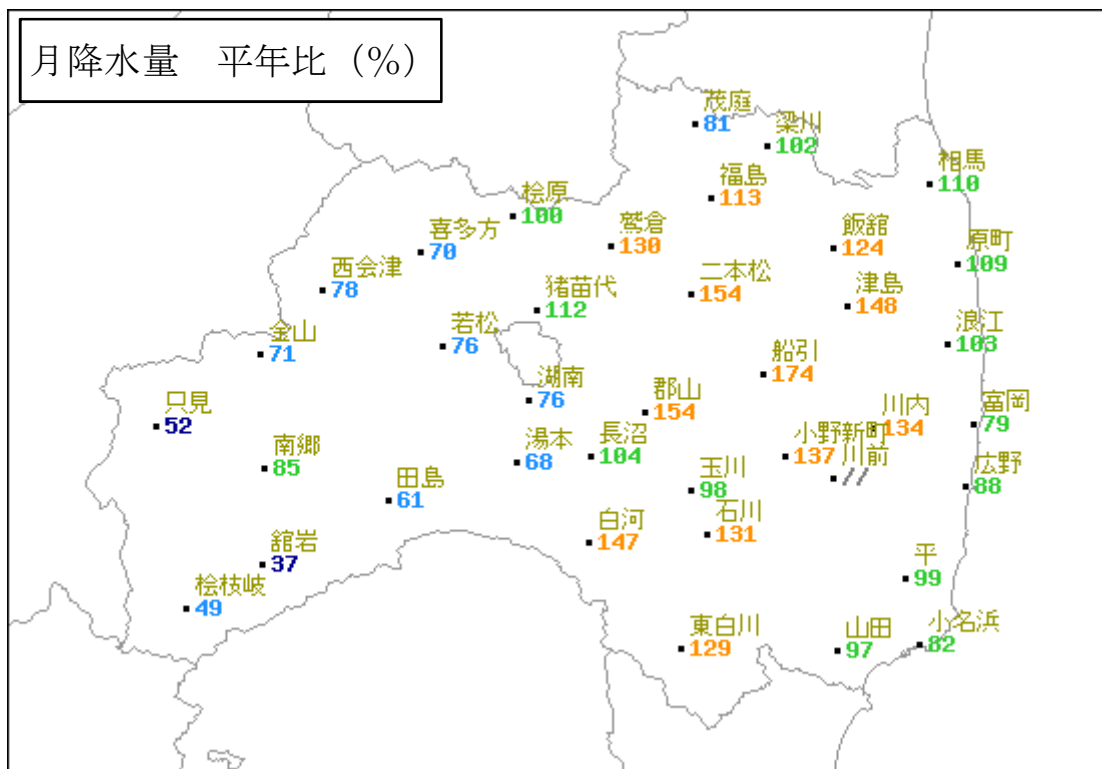 月降水量　平年比（%）
茂庭
81
梁川
102
相馬
110
福島
113
桧原
100
鷲倉
130
飯舘
124
喜多方
70
原町
109
西会津
78
二本松
154
津島
148
猪苗代
112
若松
76
浪江
103
金山
71
船引
174
湖南
76
郡山
154
只見
52
川内
134
富岡
79
南郷
85
湯本
68
長沼
104
小野新町
137
川前
//
広野
88
田島
61
玉川
98
石川
131
白河
147
舘岩
37
平
99
桧枝岐
49
東白川
129
山田
97
小名浜
82